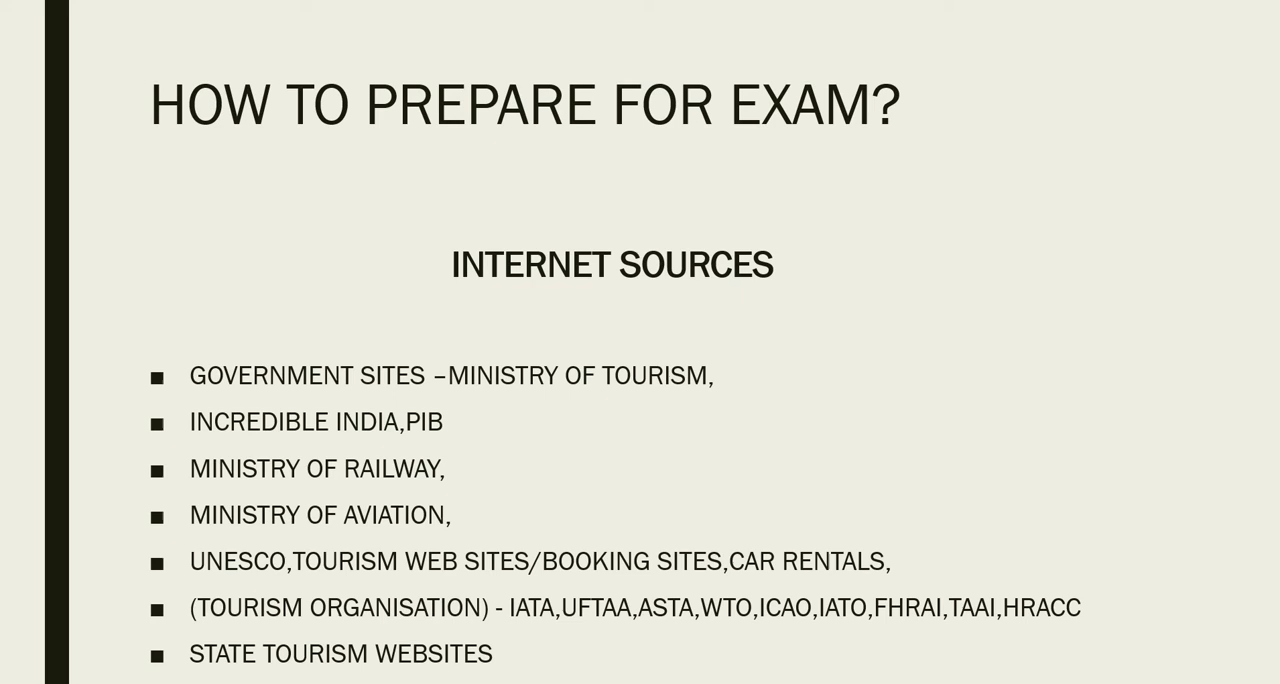 HOW TO PREPARE FOR EXAM?
INTERNET SOURCES
■ GOVERNMENT SITES –MINISTRY OF TOURISM,
■ INCREDIBLE INDIA,PIB
■ MINISTRY OF RAILWAY,
■ MINISTRY OF AVIATION,
■ UNESCO,TOURISM WEB SITES/BOOKING SITES,CAR RENTALS,
■ (TOURISM ORGANISATION) - IATA,UFTAA,ASTA,WTO,ICAO,IATO,FHRAI,TAAI,HRACC
■ STATE TOURISM WEBSITES